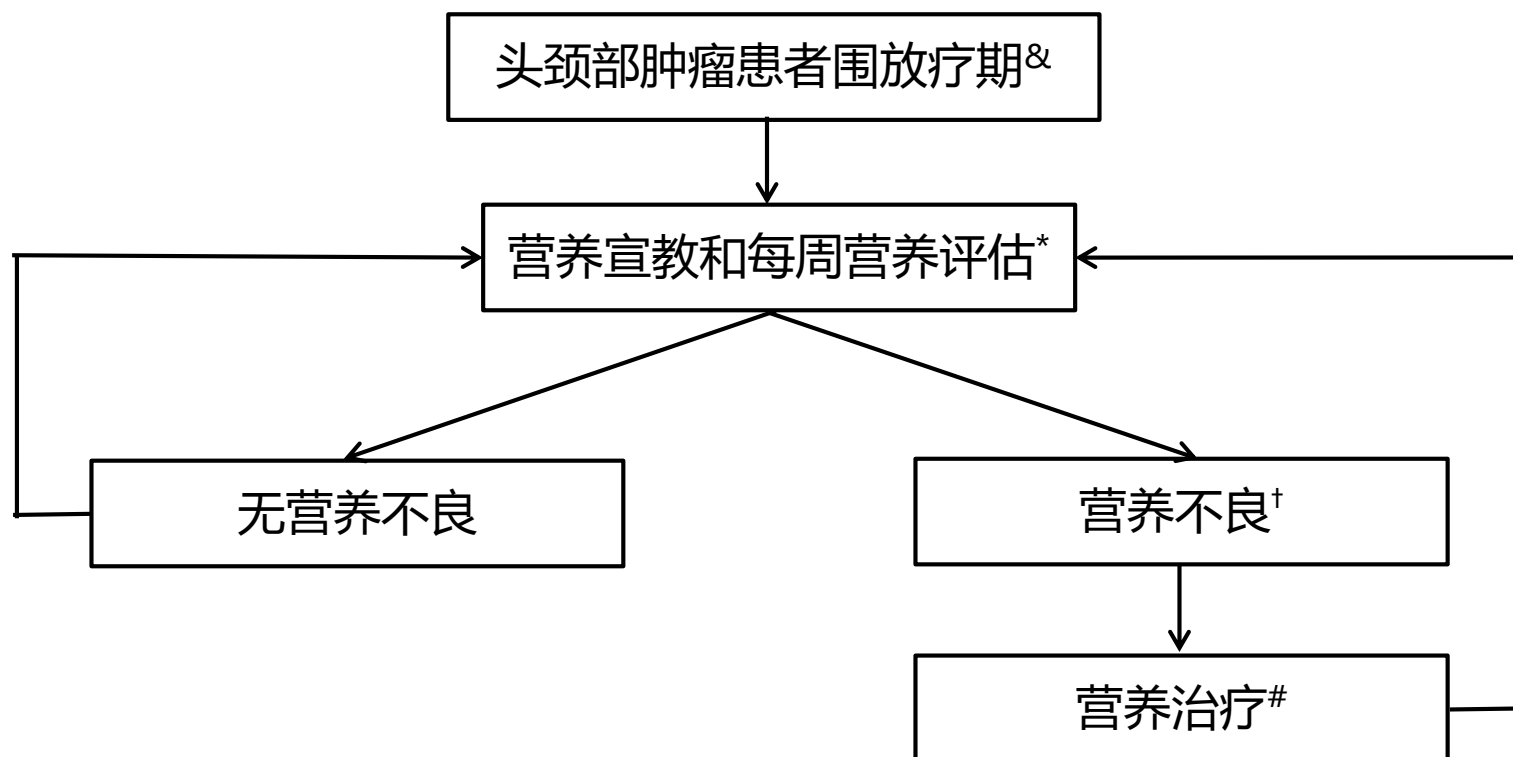 头颈部肿瘤患者围放疗期&
营养宣教和每周营养评估*
无营养不良
营养不良†
营养治疗#